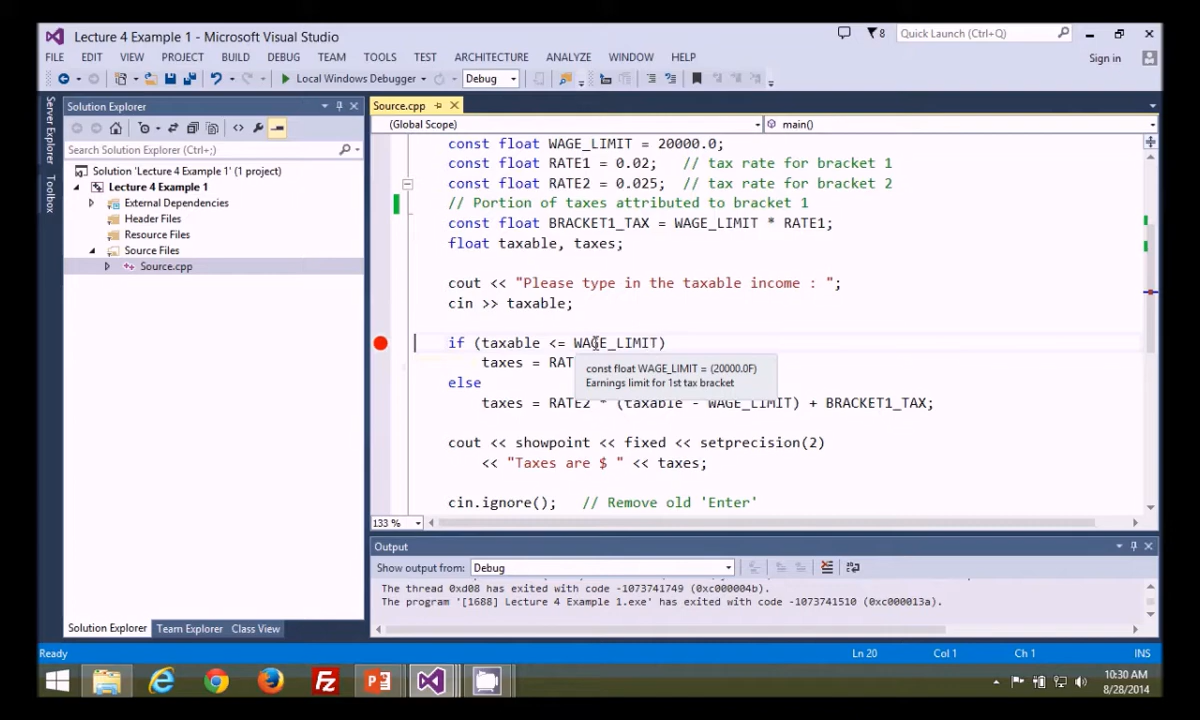 Lecture 4 Example 1 - Microsoft Visual Studio
8
Quick Launch (Ctrl+Q)
FILE EDIT VIEW PROJECT BUILD DEBUG TEAM TOOLS TEST ARCHITECTURE ANALYZE WINDOW HELP
Sign in
Local Windows Debugger
Debug
Server Explorer
Toolbox
Solution Explorer
Search Solution Explorer (Ctrl+;)
Solution 'Lecture 4 Example 1' (1 project)
Lecture 4 Example 1
External Dependencies
Header Files
Resource Files
Source Files
Source.cpp
Solution Explorer Team Explorer Class View
Source.cpp
(Global Scope)
main()
const float WAGE_LIMIT = 20000.0;
const float RATE1 = 0.02; // tax rate for bracket 1
const float RATE2 = 0.025; // tax rate for bracket 2
// Portion of taxes attributed to bracket 1
const float BRACKET1_TAX = WAGE_LIMIT * RATE1;
float taxable, taxes;
cout << "Please type in the taxable income : ";
cin >> taxable;
if (taxable <= WAGE_LIMIT)
taxes = RAT
const float WAGE_LIMIT = (20000.0F)
Earnings limit for 1st tax bracket
else
taxes = RATE2 * (taxable - WAGE_LIMIT) + BRACKET1_TAX;
cout << showpoint << fixed << setprecision(2)
<< "Taxes are $ " << taxes;
cin.ignore(); // Remove old 'Enter'
133 %
Output
Show output from: Debug
The thread 0xd08 has exited with code -1073741749 (0xc000004b).
The program '[1688] Lecture 4 Example 1.exe' has exited with code -1073741510 (0xc000013a).
Ready
Ln 20
Col 1
Ch 1
INS
10:30 AM
8/28/2014